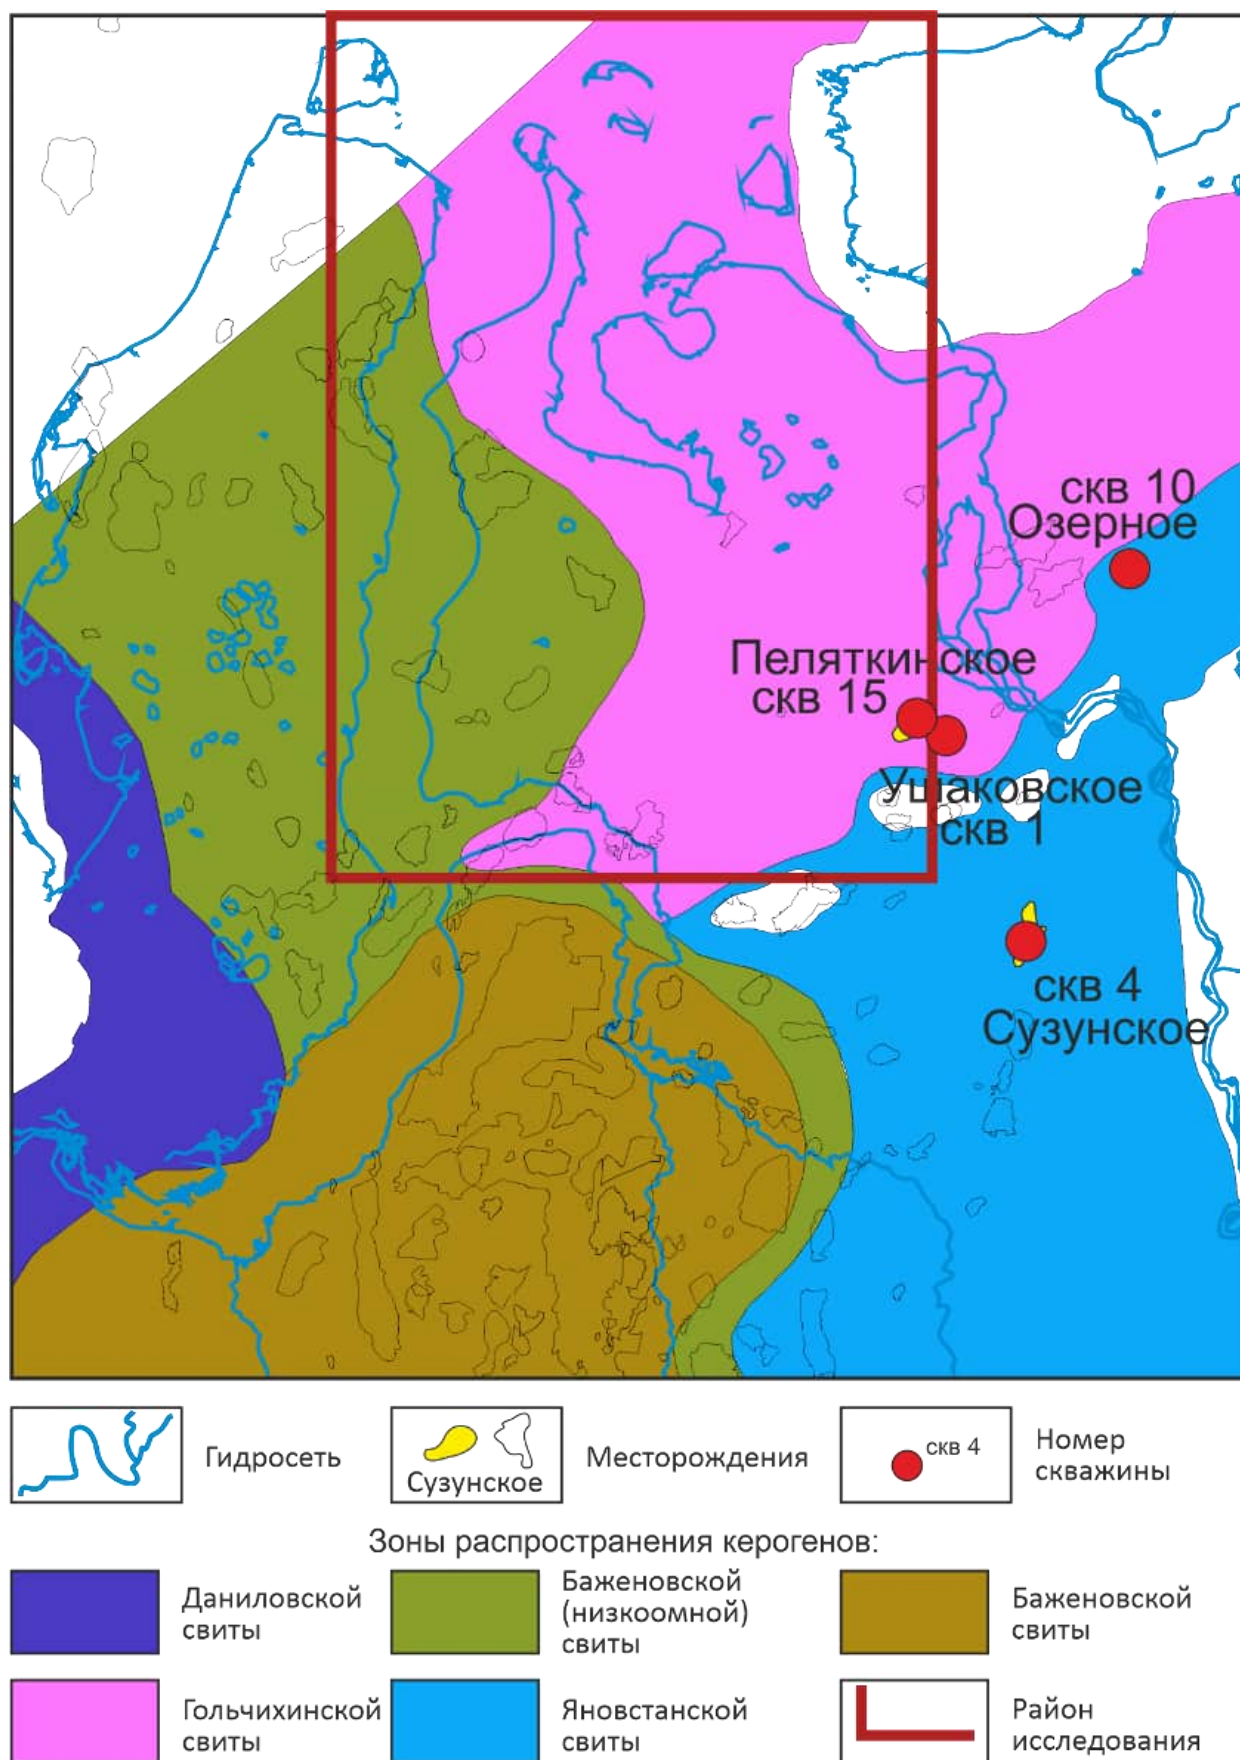 скв 10
Озерное
Пеляткинское
скв 15
Ушаковское
скв 1
скв 4
Сузунское
Гидросеть
Сузунское
Месторождения
скв 4
Номер
скважины
Зоны распространения керогенов:
Даниловской
свиты
Баженовской
(низкоомной)
свиты
Баженовской
свиты
Гольчихинской
свиты
Яновстанской
свиты
Район
исследования